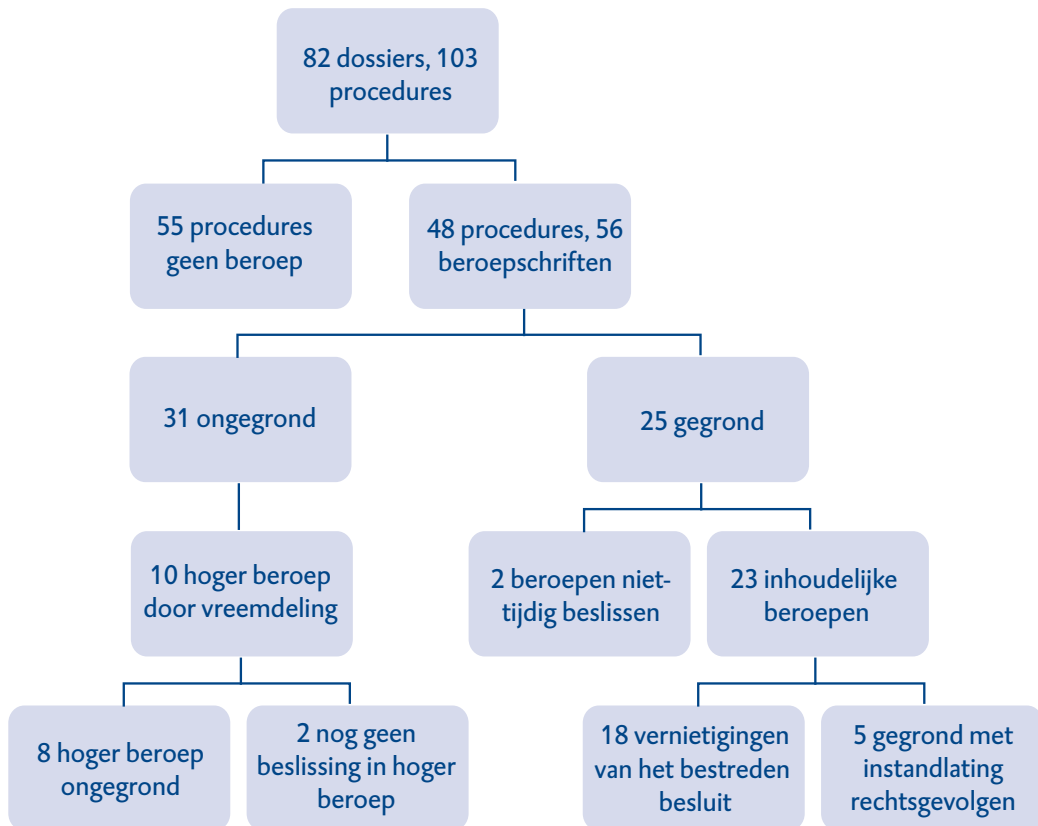 82 dossiers, 103
procedures
55 procedures
geen beroep
48 procedures, 56
beroepschriften
31 ongegrond
25 gegrond
10 hoger beroep
door vreemdeling
2 beroepen niet-
tijdig beslissen
23 inhoudelijke
beroepen
8 hoger beroep
ongegrond
2 nog geen
beslissing in hoger
beroep
18 vernietigingen
van het bestreden
besluit
5 gegrond met
instandlating
rechtsgevolgen